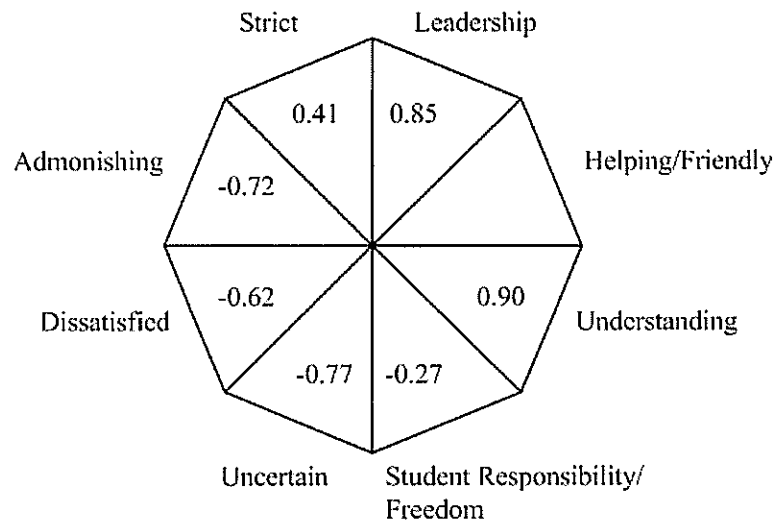 Strict Leadership
0.41 0.85
Admonishing Helping/Friendly
-0.72
-0.62 0.90
Dissatisfied Understanding
-0.77 -0.27
Uncertain Student Responsibility/
Freedom